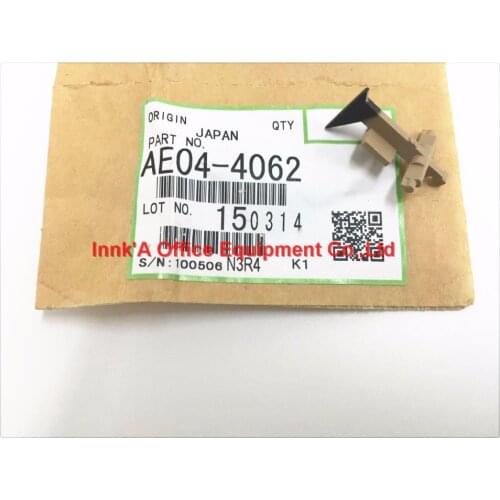 ORIGIN JAPAN QTY
PART NO.
AE04-4062
LOT NO. 150314
Innk'A Office Equipment Co.,Ltd
S/N:100506 N3R4 K1